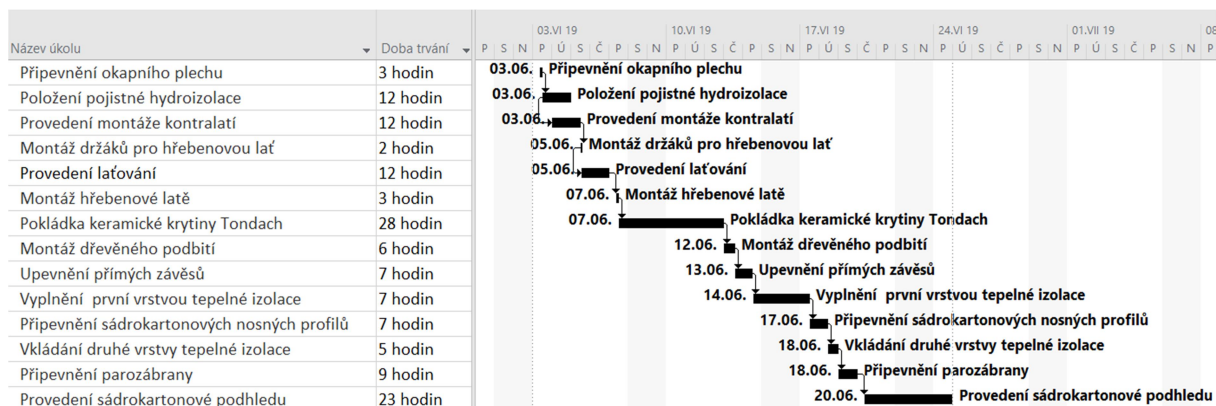 03.VI 19 10.VI 19 17.VI 19 24.VI 19 01.VII 19 08
Název úkolu Doba trvání P S N P Ú S Č P S N P Ú S Č P S N P Ú S Č P S N P Ú S Č P S N P Ú S Č P S N P
Připevnění okapního plechu 3 hodin 03.06. Připevnění okapního plechu
Položení pojistné hydroizolace 12 hodin 03.06. Položení pojistné hydroizolace
Provedení montáže kontralatí 12 hodin 03.06. Provedení montáže kontralatí
Montáž držáků pro hřebenovou lať 2 hodin 05.06. Montáž držáků pro hřebenovou lať
Provedení laťování 12 hodin 05.06. Provedení laťování
Montáž hřebenové latě 3 hodin 07.06. Montáž hřebenové latě
Pokládka keramické krytiny Tondach 28 hodin 07.06. Pokládka keramické krytiny Tondach
Montáž dřevěného podbití 6 hodin 12.06. Montáž dřevěného podbití
Upevnění přímých závěsů 7 hodin 13.06. Upevnění přímých závěsů
Vyplnění první vrstvou tepelné izolace 7 hodin 14.06. Vyplnění první vrstvou tepelné izolace
Připevnění sádrokartonových nosných profilů 7 hodin 17.06. Připevnění sádrokartonových nosných profilů
Vkládání druhé vrstvy tepelné izolace 5 hodin 18.06. Vkládání druhé vrstvy tepelné izolace
Připevnění parozábrany 9 hodin 18.06. Připevnění parozábrany
Provedení sádrokartonové podhledu 23 hodin 20.06. Provedení sádrokartonové podhledu